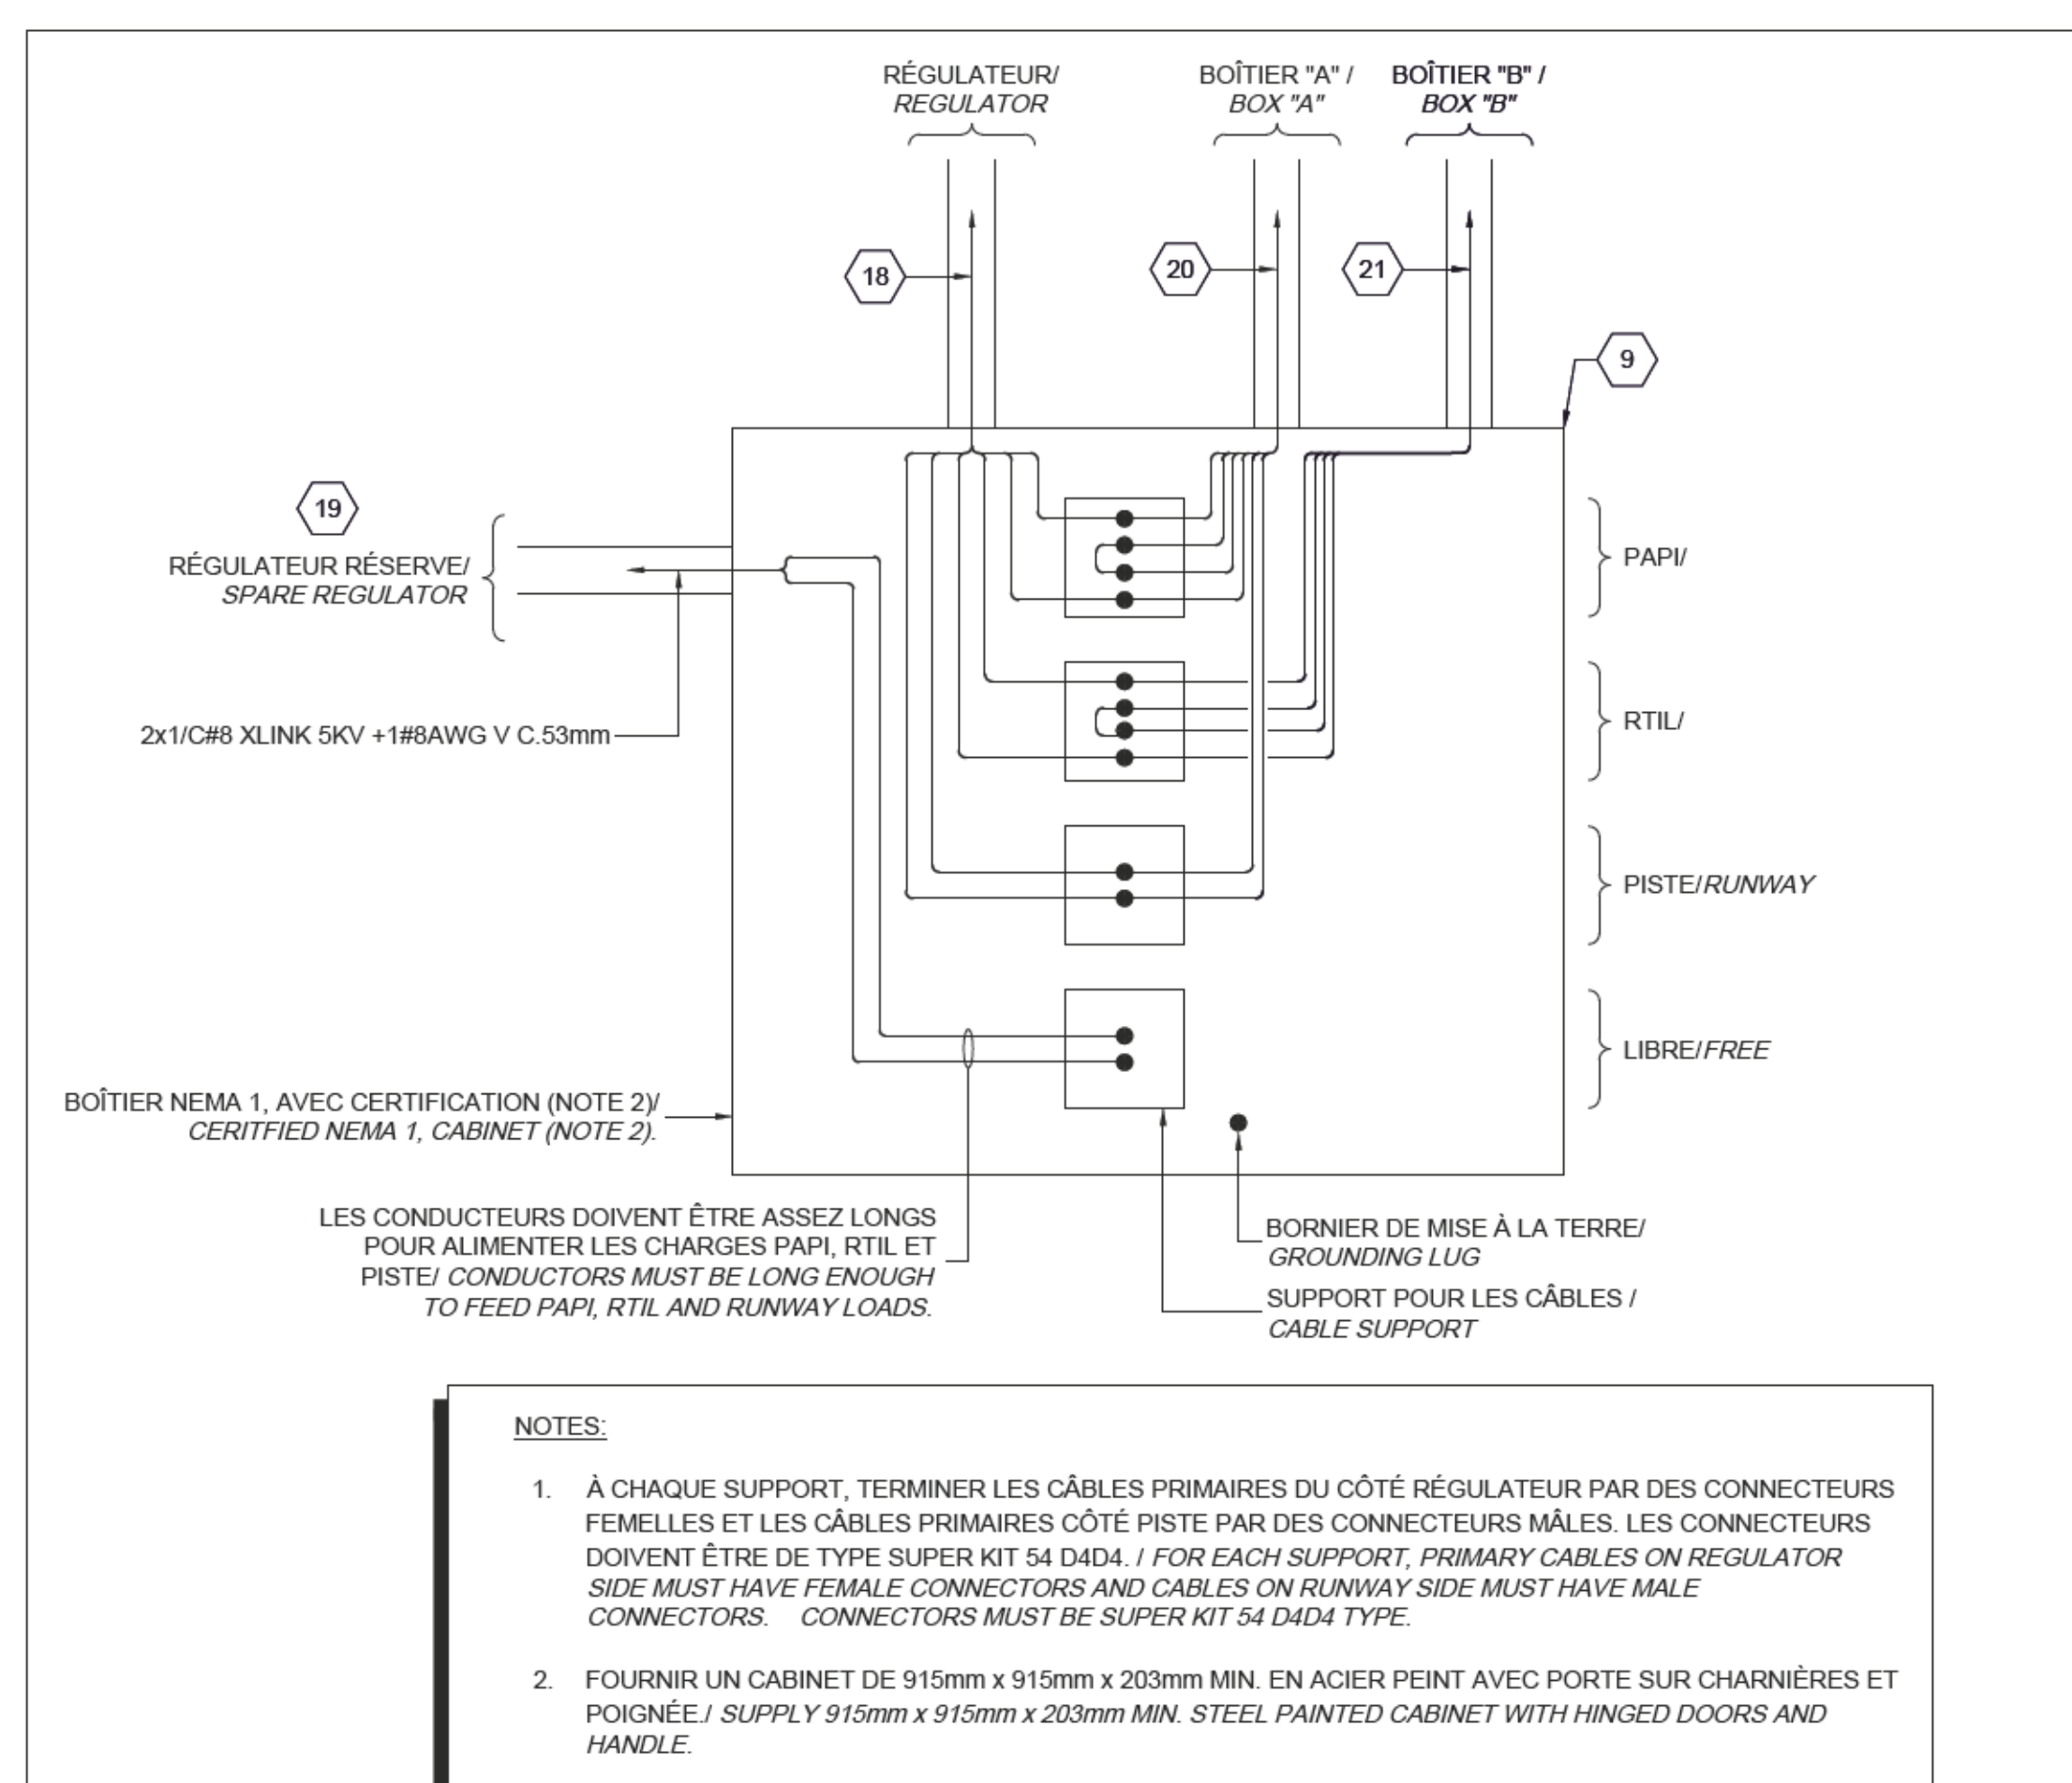 RÉGULATEUR/
REGULATOR
BOÎTIER "A" /
BOX "A"
BOÎTIER "B" /
BOX "B"
18
20
21
9
19
RÉGULATEUR RÉSERVE/
SPARE REGULATOR
PAPI/
2x1/C#8 XLINK 5KV +1#8AWG V C.53mm
RTIL/
PISTE/RUNWAY
LIBRE/FREE
BOÎTIER NEMA 1, AVEC CERTIFICATION (NOTE 2)/
CERITFIED NEMA 1, CABINET (NOTE 2).
LES CONDUCTEURS DOIVENT ÊTRE ASSEZ LONGS
POUR ALIMENTER LES CHARGES PAPI, RTIL ET
PISTE/ CONDUCTORS MUST BE LONG ENOUGH
TO FEED PAPI, RTIL AND RUNWAY LOADS.
BORNIER DE MISE À LA TERRE/
GROUNDING LUG
SUPPORT POUR LES CÂBLES /
CABLE SUPPORT
NOTES:
1. À CHAQUE SUPPORT, TERMINER LES CÂBLES PRIMAIRES DU CÔTÉ RÉGULATEUR PAR DES CONNECTEURS
FEMELLES ET LES CÂBLES PRIMAIRES CÔTÉ PISTE PAR DES CONNECTEURS MÂLES. LES CONNECTEURS
DOIVENT ÊTRE DE TYPE SUPER KIT 54 D4D4. / FOR EACH SUPPORT, PRIMARY CABLES ON REGULATOR
SIDE MUST HAVE FEMALE CONNECTORS AND CABLES ON RUNWAY SIDE MUST HAVE MALE
CONNECTORS. CONNECTORS MUST BE SUPER KIT 54 D4D4 TYPE.
2. FOURNIR UN CABINET DE 915mm x 915mm x 203mm MIN. EN ACIER PEINT AVEC PORTE SUR CHARNIÈRES ET
POIGNÉE./ SUPPLY 915mm x 915mm x 203mm MIN. STEEL PAINTED CABINET WITH HINGED DOORS AND
HANDLE.